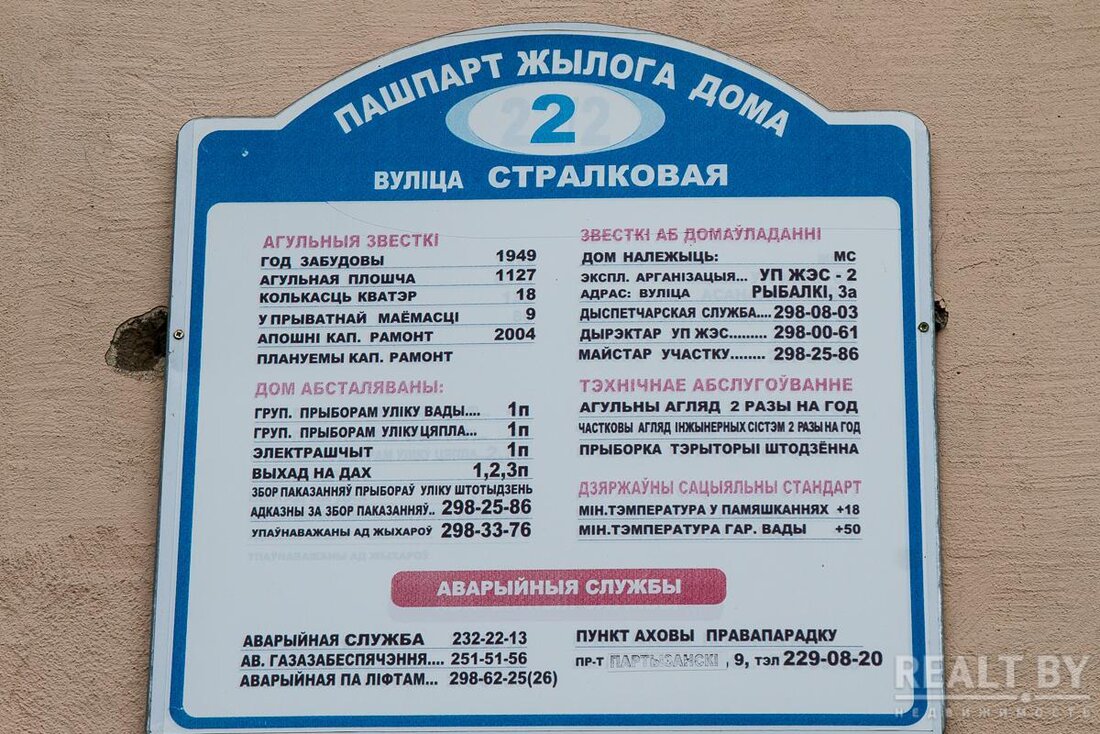 ПАШПАРТ ЖЫЛОГА ДОМА
2
ВУЛІЦА СТРАЛКОВАЯ
АГУЛЬНЫЯ ЗВЕСТКІ
ГОД ЗАБУДОВЫ 1949
АГУЛЬНАЯ ПЛОШЧА 1127
КОЛЬКАСЦЬ КВАТЭР 18
У ПРЫВАТНАЙ МАЁМАСЦІ 9
АПОШНІ КАП. РАМОНТ 2004
ПЛАНУЕМЫ КАП. РАМОНТ
ДОМ АБСТАЛЯВАНЫ:
ГРУП. ПРЫБОРАМ УЛІКУ ВАДЫ.... 1п
ГРУП. ПРЫБОРАМ УЛІКУ ЦЯПЛА... 1п
ЭЛЕКТРАШЧЫТ 1п
ВЫХАД НА ДАХ 1,2,3п
ЗБОР ПАКАЗАННЯЎ ПРЫБОРАЎ УЛІКУ ШТОТЫДЗЕНЬ
АДКАЗНЫ ЗА ЗБОР ПАКАЗАННЯЎ.. 298-25-86
УПАЎНАВАЖАНЫ АД ЖЫХАРОЎ 298-33-76
ЗВЕСТКІ АБ ДОМАЎЛАДАННІ
ДОМ НАЛЕЖЫЦЬ: МС
ЭКСПЛ. АРГАНІЗАЦЫЯ... УП ЖЭС - 2
АДРАС: ВУЛІЦА РЫБАЛКІ, 3а
ДЫСПЕТЧАРСКАЯ СЛУЖБА.... 298-08-03
ДЫРЭКТАР УП ЖЭС......... 298-00-61
МАЙСТАР УЧАСТКУ........ 298-25-86
ТЭХНІЧНАЕ АБСЛУГОЎВАННЕ
АГУЛЬНЫ АГЛЯД 2 РАЗЫ НА ГОД
ЧАСТКОВЫ АГЛЯД ІНЖЫНЕРНЫХ СІСТЭМ 2 РАЗЫ НА ГОД
ПРЫБОРКА ТЭРЫТОРЫІ ШТОДЗЁННА
ДЗЯРЖАЎНЫ САЦЫЯЛЬНЫ СТАНДАРТ
МІН.ТЭМПЕРАТУРА У ПАМЯШКАННЯХ +18
МІН.ТЭМПЕРАТУРА ГАР. ВАДЫ +50
АВАРЫЙНЫЯ СЛУЖБЫ
АВАРЫЙНАЯ СЛУЖБА 232-22-13
АВ. ГАЗАЗАБЕСПЯЧЭННЯ.... 251-51-56
АВАРЫЙНАЯ ПА ЛІФТАМ... 298-62-25(26)
ПУНКТ АХОВЫ ПРАВАПАРАДКУ
ПР-Т ПАРТЫЗАНСКІ , 9, ТЭЛ 229-08-20
REALT.BY
НЕДВИЖИМОСТЬ